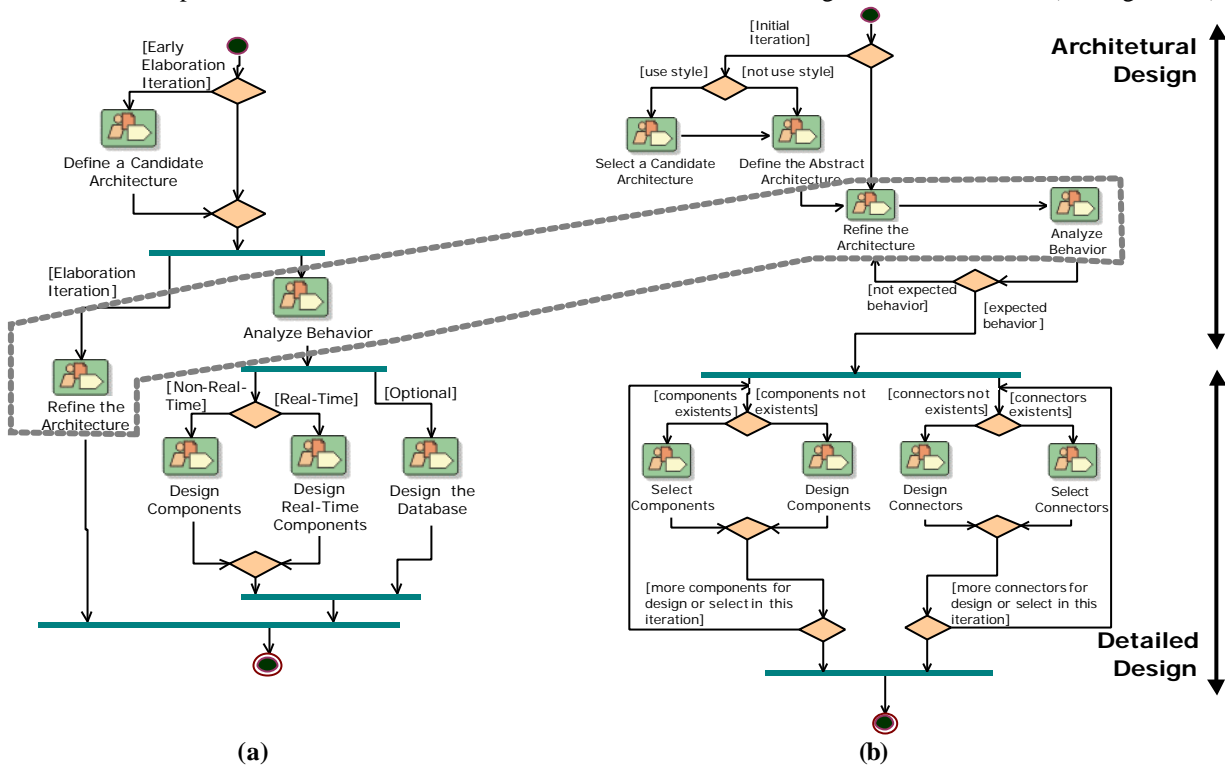 [Early
Elaboration
Iteration]
Define a Candidate
Architecture
[Elaboration
Iteration]
Analyze Behavior
Refine the
Architecture
[Non-Real-
Time]
[Real-Time]
[Optional]
Design
Components
Design
Real-Time
Components
Design the
Database
(a)
[Initial
Iteration]
[use style]
[not use style]
Select a Candidate
Architecture
Define the Abstract
Architecture
Refine the
Architecture
Analyze
Behavior
[not expected
behavior]
[expected
behavior]
Architetural
Design
[components
existents]
[components not
existents]
[connectors not
existents]
[connectors
existents]
Select
Components
Design
Components
Design
Connectors
Select
Connectors
[more components for
design or select in this
iteration]
[more connectors for
design or select in this
iteration]
Detailed
Design
(b)